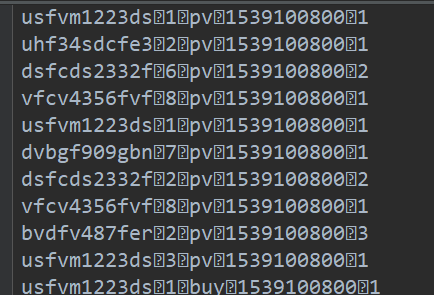 usfvm1223ds�1�pv�1539100800�1
uhf34sdcfe3�2�pv�1539100800�1
dsfcds2332f�6�pv�1539100800�2
vfcv4356fvf�8�pv�1539100800�1
usfvm1223ds�1�pv�1539100800�1
dvbgf909gbn�7�pv�1539100800�1
dsfcds2332f�2�pv�1539100800�2
vfcv4356fvf�8�pv�1539100800�1
bvdfv487fer�2�pv�1539100800�3
usfvm1223ds�3�pv�1539100800�1
usfvm1223ds�1�buy�1539100800�1